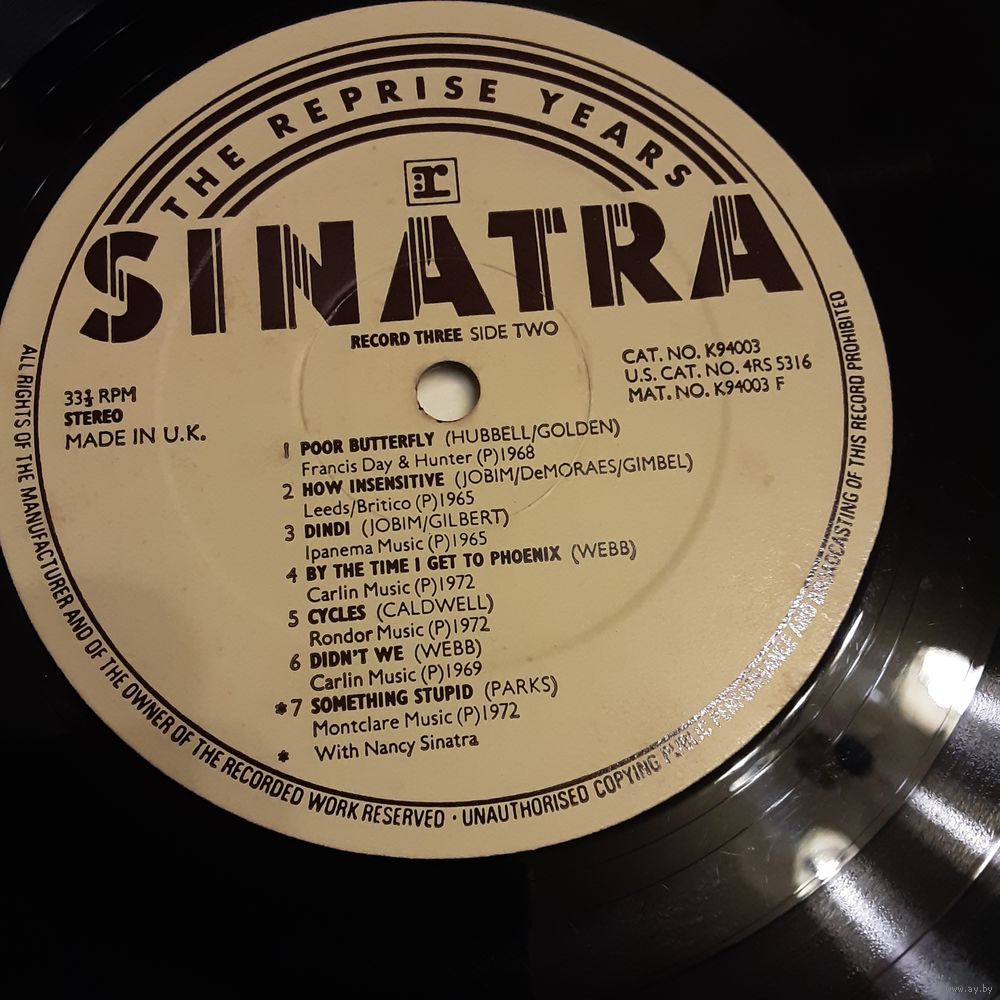 THE REPRISE YEARS
r
SINATRA
RECORD THREE SIDE TWO
CAT. NO. K94003
U.S. CAT. NO. 4RS 5316
MAT. NO. K94003 F
33⅓ RPM
STEREO
MADE IN U.K.
1 POOR BUTTERFLY (HUBBELL/GOLDEN)
Francis Day & Hunter (P)1968
2 HOW INSENSITIVE (JOBIM/DeMORAES/GIMBEL)
Leeds/Britico (P)1965
3 DINDI (JOBIM/GILBERT)
Ipanema Music (P)1965
4 BY THE TIME I GET TO PHOENIX (WEBB)
Carlin Music (P)1972
5 CYCLES (CALDWELL)
Rondor Music (P)1972
6 DIDN'T WE (WEBB)
Carlin Music (P)1969
*7 SOMETHING STUPID (PARKS)
Montclare Music (P)1972
* With Nancy Sinatra
ALL RIGHTS OF THE MANUFACTURER AND OF THE OWNER OF THE RECORDED WORK RESERVED · UNAUTHORISED COPYING PUBLIC PERFORMANCE AND BROADCASTING OF THIS RECORD PROHIBITED
www.ay.by